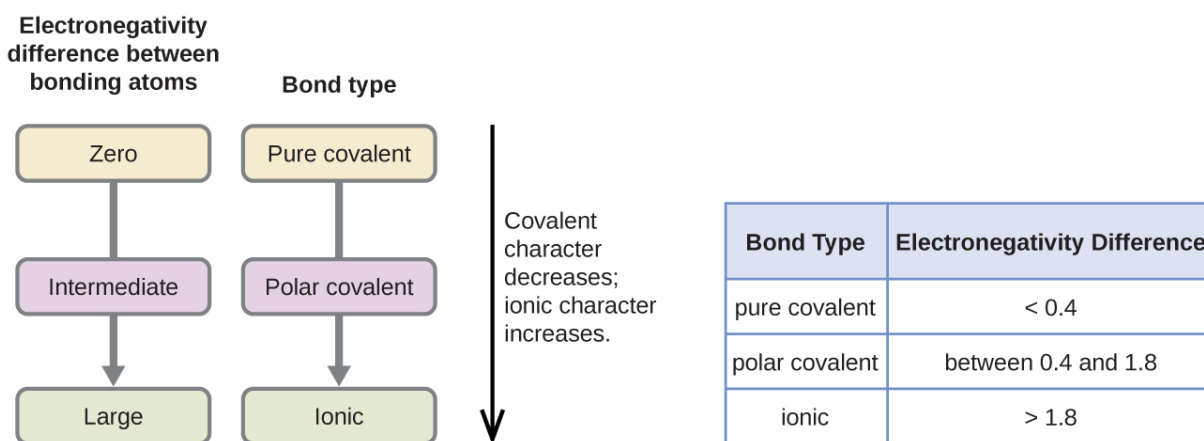 Electronegativity
difference between
bonding atoms
Bond type
Zero
Pure covalent
Intermediate
Polar covalent
Large
Ionic
Covalent
character
decreases;
ionic character
increases.
Bond Type Electronegativity Difference
pure covalent < 0.4
polar covalent between 0.4 and 1.8
ionic > 1.8